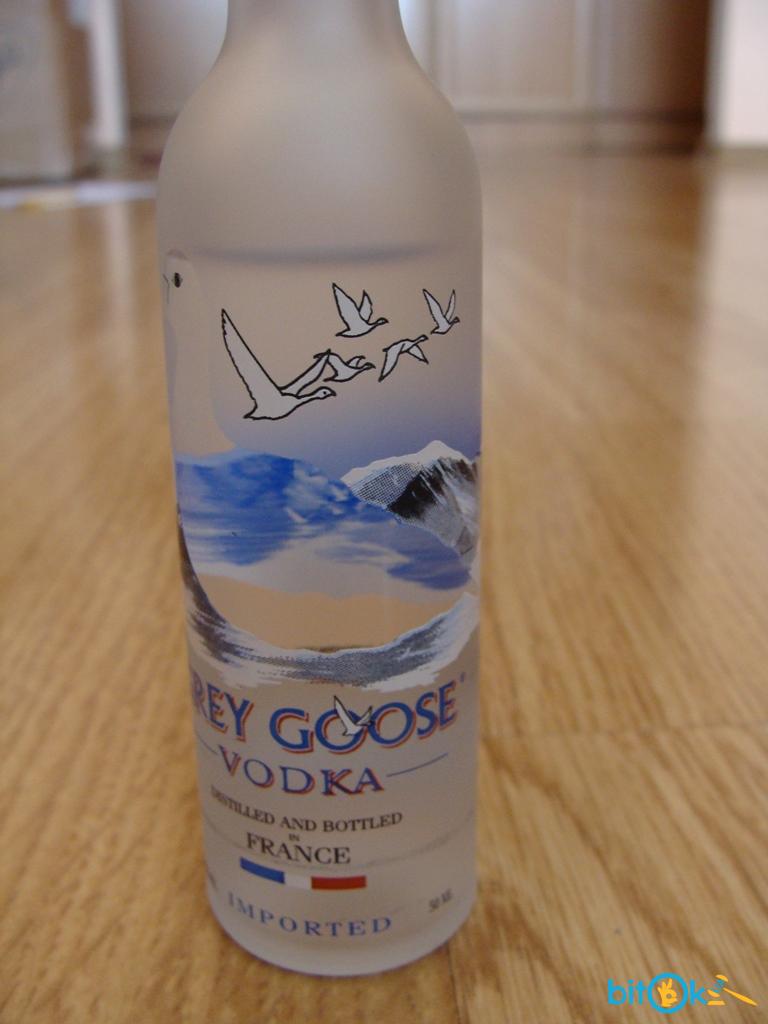 REY GOOSE
VODKA
DISTILLED AND BOTTLED
IN
FRANCE
IMPORTED
50 ML
bitOk